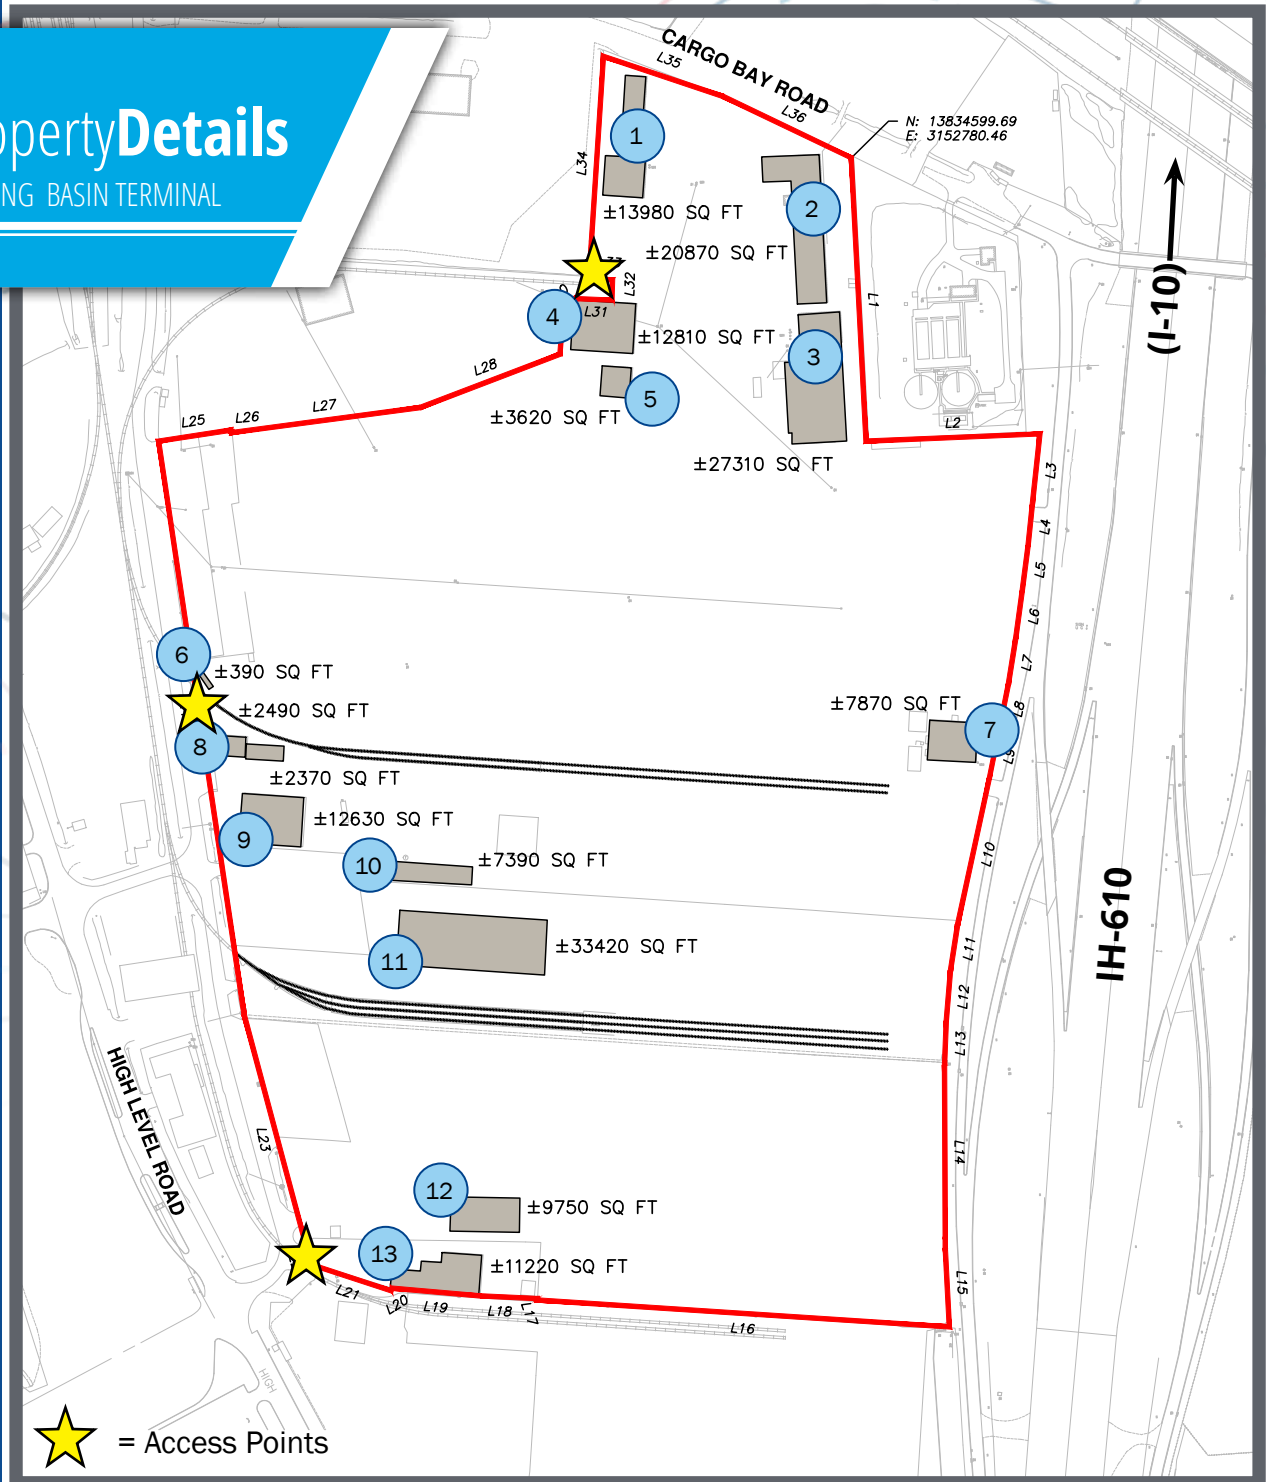 opertyDetails
NG BASIN TERMINAL
CARGO BAY ROAD
L35
L36
N: 13834599.69
E: 3152780.46
1
L34
±13980 SQ FT
2
±20870 SQ FT
L32
L31
L1
(I-10)
4
±12810 SQ FT
3
L28
5
±3620 SQ FT
L27
L26
L25
L2
±27310 SQ FT
L3
L4
L5
L6
L7
6
±390 SQ FT
±2490 SQ FT
±7870 SQ FT
7
L8
L9
8
±2370 SQ FT
±12630 SQ FT
9
10
±7390 SQ FT
L10
IH-610
11
±33420 SQ FT
L11
L12
L13
HIGH LEVEL ROAD
L23
L14
12
±9750 SQ FT
13
±11220 SQ FT
L15
L21
L20
L19
L18
L17
L16
HIGH
= Access Points